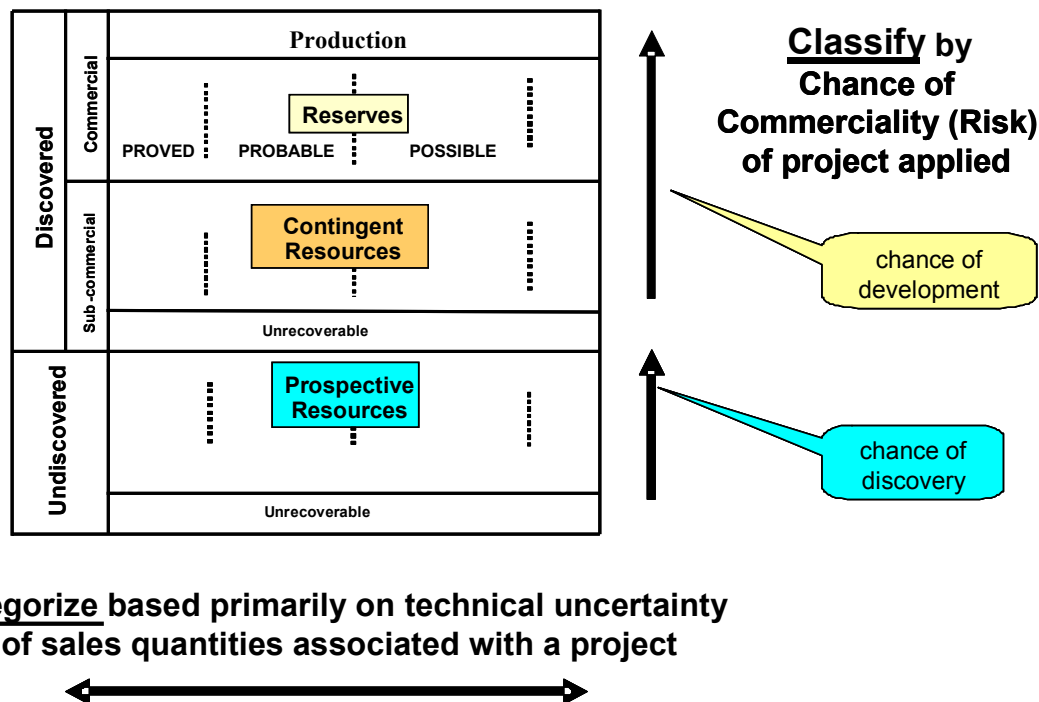 Production
Discovered
Commercial
Reserves
PROVED PROBABLE POSSIBLE
Sub -commercial
Contingent
Resources
Unrecoverable
Undiscovered
Prospective
Resources
Unrecoverable
Classify by
Chance of
Commerciality (Risk)
of project applied
chance of
development
chance of
discovery
egorize based primarily on technical uncertainty
of sales quantities associated with a project